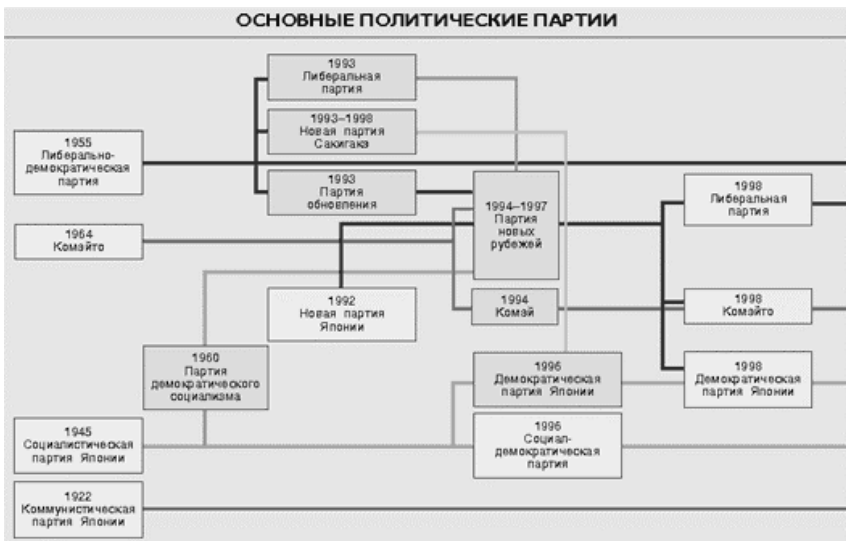 ОСНОВНЫЕ ПОЛИТИЧЕСКИЕ ПАРТИИ
1993
Либеральная
партия
1993–1998
Новая партия
Сакигакэ
1955
Либерально-
демократическая
партия
1993
Партия
обновления
1994–1997
Партия
новых
рубежей
1998
Либеральная
партия
1964
Комэйто
1992
Новая партия
Японии
1994
Комэй
1998
Комэйто
1960
Партия
демократического
социализма
1996
Демократическая
партия Японии
1998
Демократическая
партия Японии
1945
Социалистическая
партия Японии
1996
Социал-
демократическая
партия
1922
Коммунистическая
партия Японии